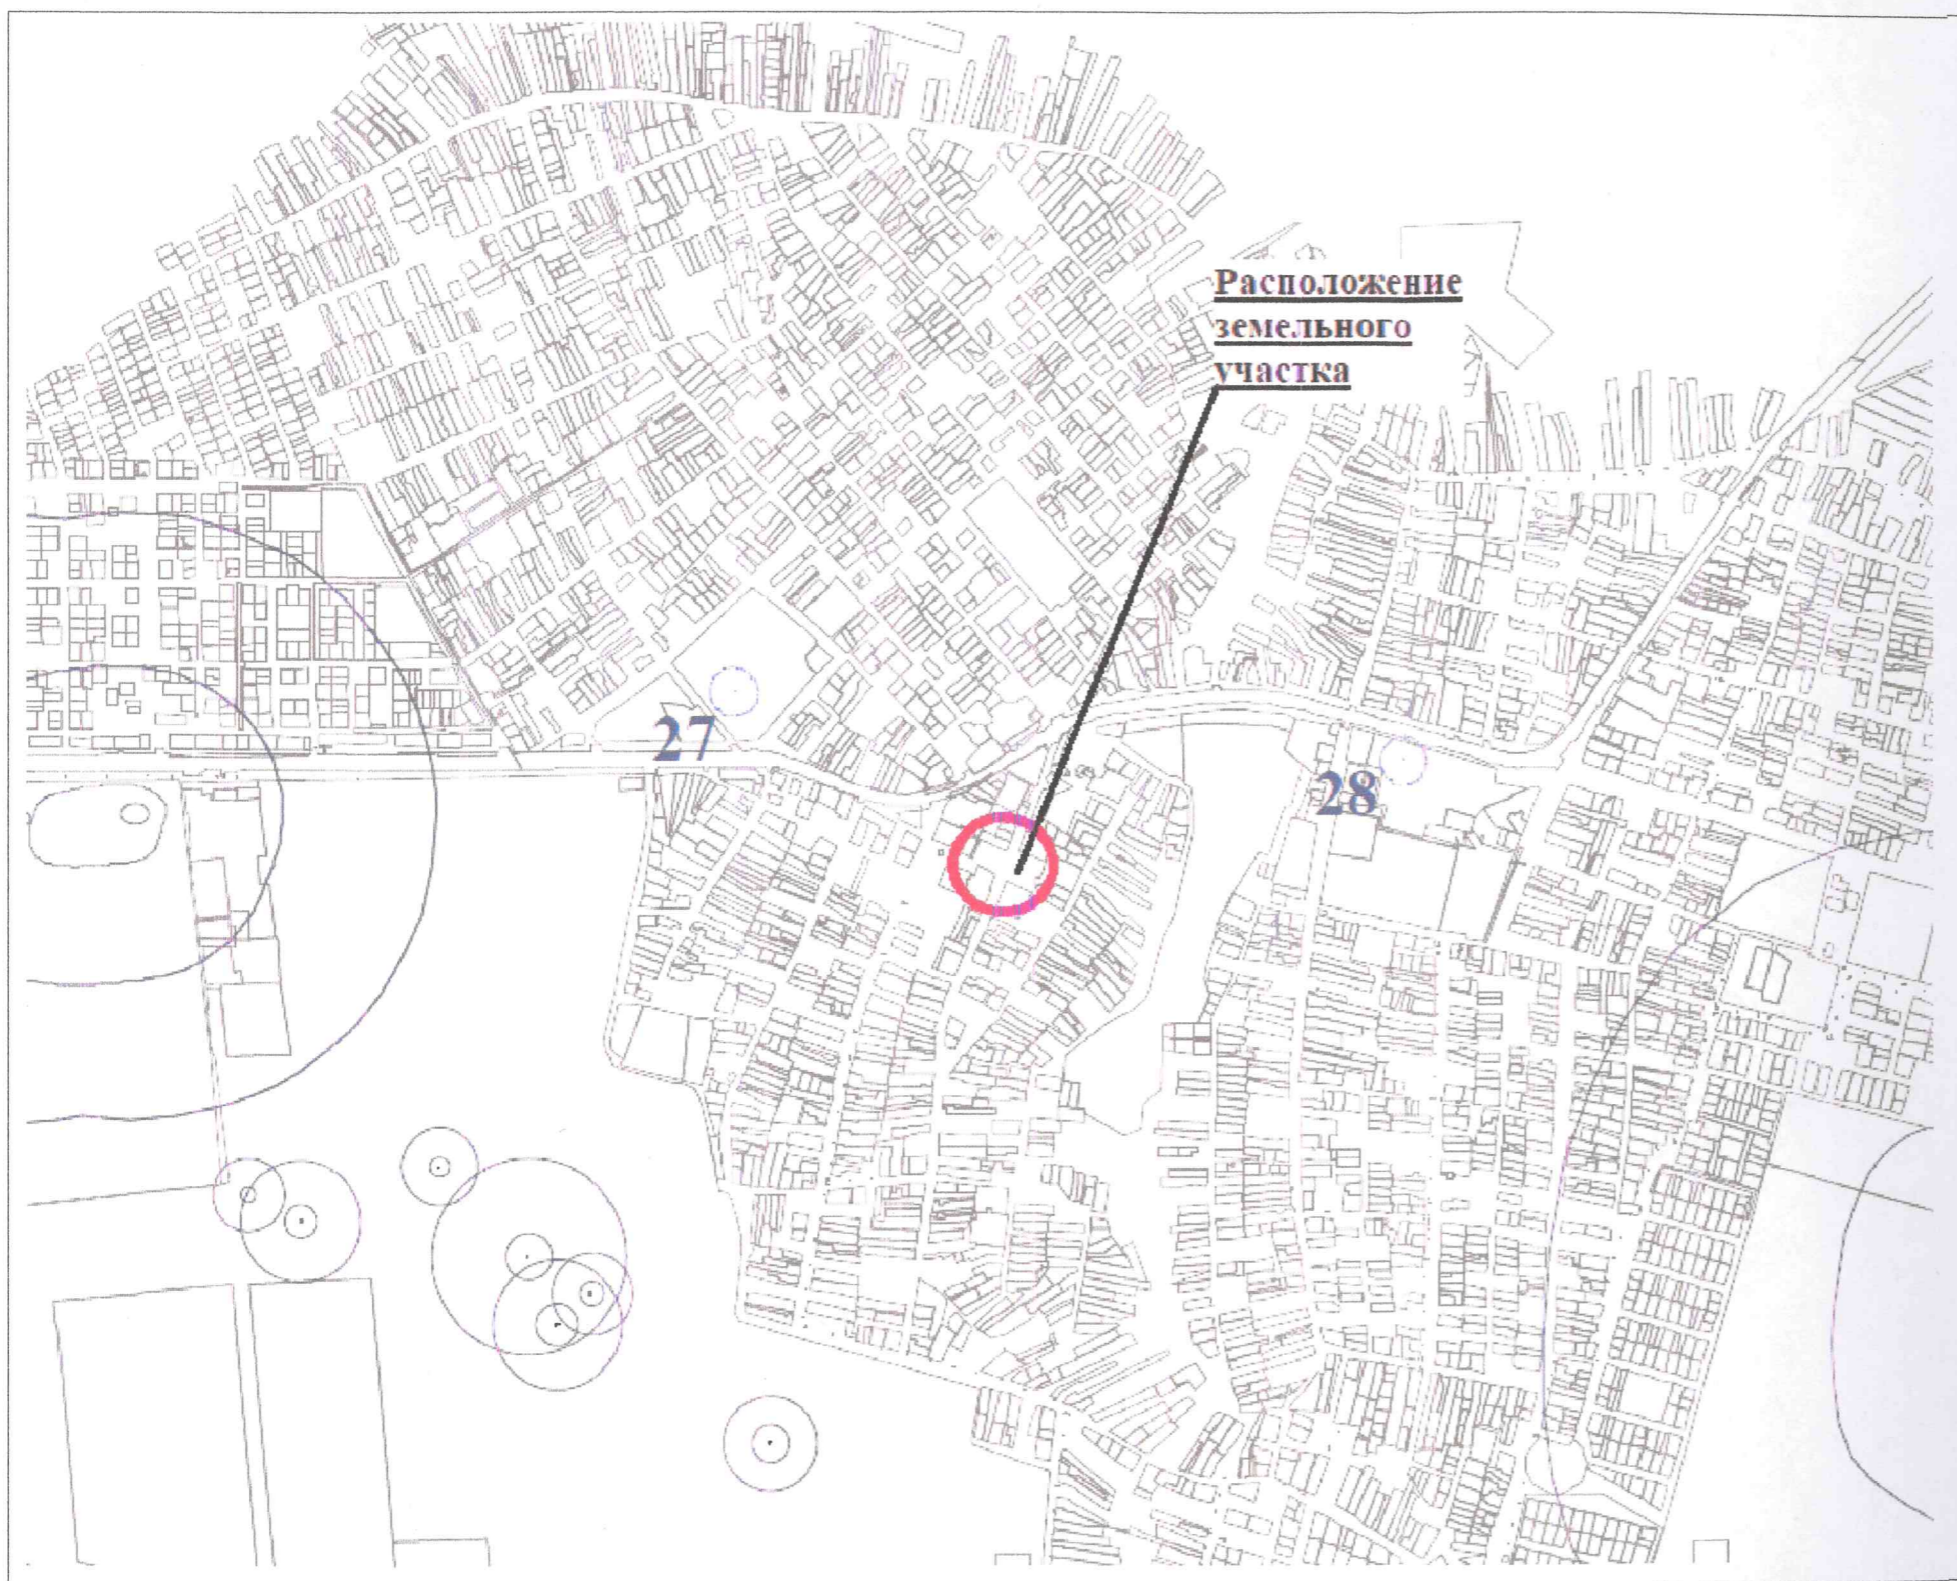 Расположение
земельного
участка
27
28